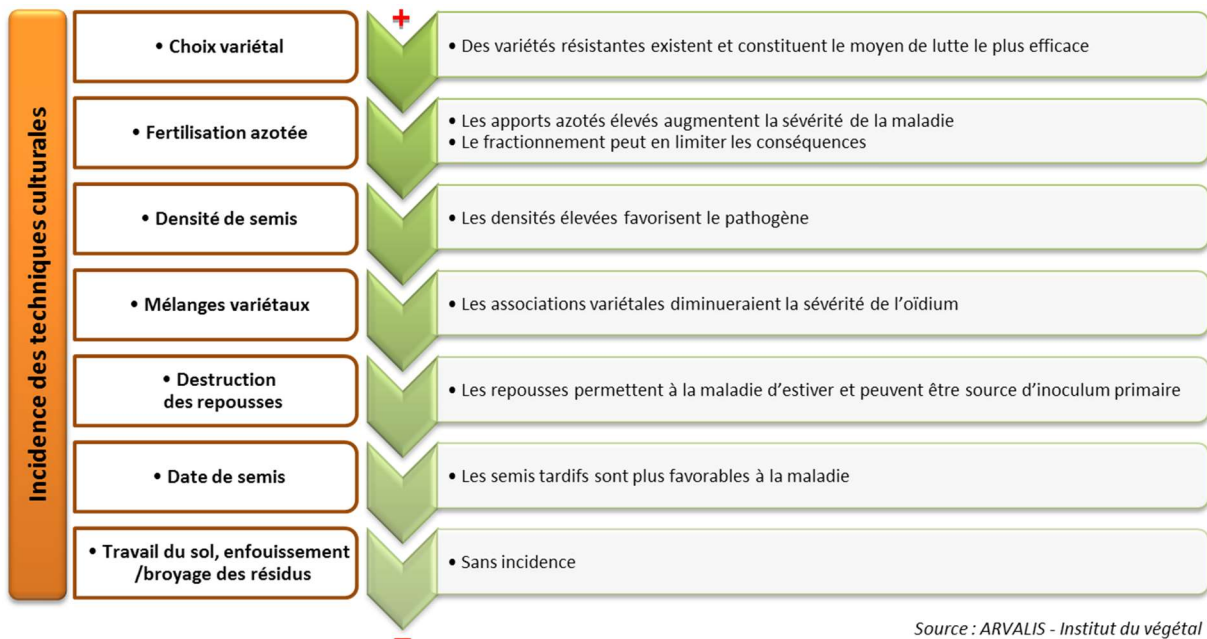 Incidence des techniques culturales
+
• Choix variétal
• Des variétés résistantes existent et constituent le moyen de lutte le plus efficace
• Fertilisation azotée
• Les apports azotés élevés augmentent la sévérité de la maladie
• Le fractionnement peut en limiter les conséquences
• Densité de semis
• Les densités élevées favorisent le pathogène
• Mélanges variétaux
• Les associations variétales diminueraient la sévérité de l'oïdium
• Destruction
des repousses
• Les repousses permettent à la maladie d'estiver et peuvent être source d'inoculum primaire
• Date de semis
• Les semis tardifs sont plus favorables à la maladie
• Travail du sol, enfouissement
/broyage des résidus
• Sans incidence
–
Source : ARVALIS - Institut du végétal